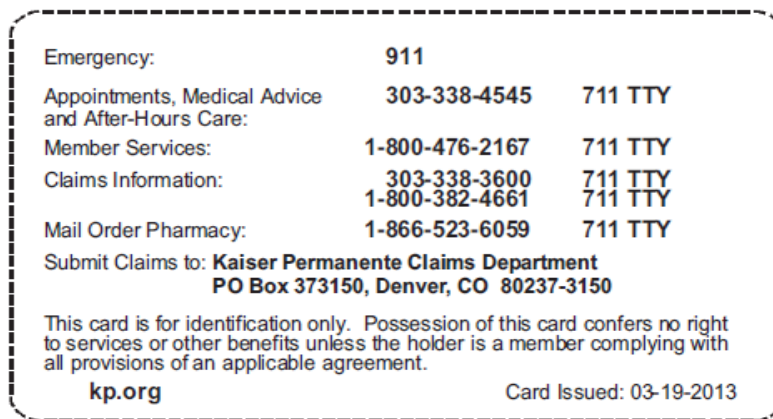 Emergency: 911
Appointments, Medical Advice 303-338-4545 711 TTY
and After-Hours Care:
Member Services: 1-800-476-2167 711 TTY
Claims Information: 303-338-3600 711 TTY
1-800-382-4661 711 TTY
Mail Order Pharmacy: 1-866-523-6059 711 TTY
Submit Claims to: Kaiser Permanente Claims Department
PO Box 373150, Denver, CO 80237-3150
This card is for identification only. Possession of this card confers no right
to services or other benefits unless the holder is a member complying with
all provisions of an applicable agreement.
kp.org Card Issued: 03-19-2013